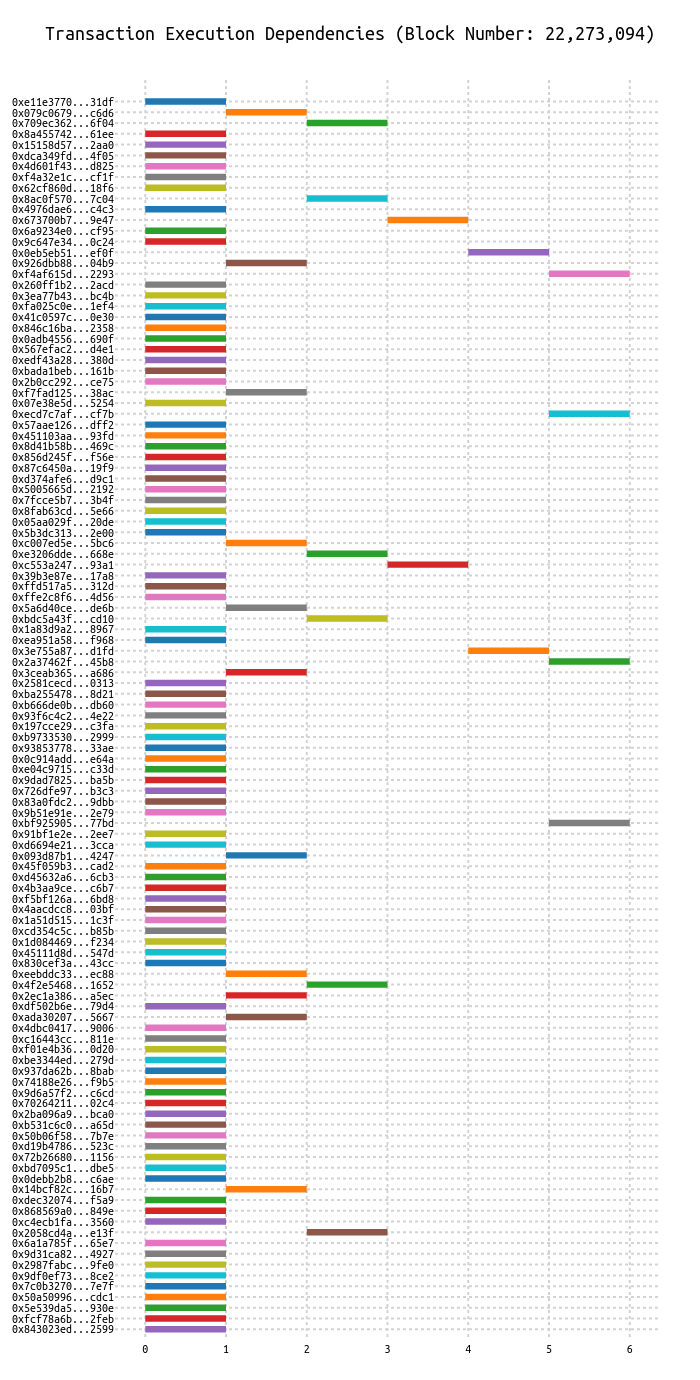 Transaction Execution Dependencies (Block Number: 22,273,094)
0xe11e3770...31df
0x079c0679...c6d6
0x709ec362...6f04
0x8a455742...61ee
0x15158d57...2aa0
0xdca349fd...4f05
0x4d601f43...d825
0xf4a32e1c...cf1f
0x62cf860d...18f6
0x8ac0f570...7c04
0x4976dae6...c4c3
0x673700b7...9e47
0x6a9234e0...cf95
0x9c647e34...0c24
0x0eb5eb51...ef0f
0x926dbb88...04b9
0xf4af615d...2293
0x260ff1b2...2acd
0x3ea77b43...bc4b
0xfa025c0e...1ef4
0x41c0597c...0e30
0x846c16ba...2358
0x0adb4556...690f
0x567efac2...d4e1
0xedf43a28...380d
0xbada1beb...161b
0x2b0cc292...ce75
0xf7fad125...38ac
0x07e38e5d...5254
0xecd7c7af...cf7b
0x57aae126...dff2
0x451103aa...93fd
0x8d41b58b...469c
0x856d245f...f56e
0x87c6450a...19f9
0xd374afe6...d9c1
0x5005665d...2192
0x7fcce5b7...3b4f
0x8fab63cd...5e66
0x05aa029f...20de
0x5b3dc313...2e00
0xc007ed5e...5bc6
0xe3206dde...668e
0xc553a247...93a1
0x39b3e87e...17a8
0xffd517a5...312d
0xffe2c8f6...4d56
0x5a6d40ce...de6b
0xbdc5a43f...cd10
0x1a83d9a2...8967
0xea951a58...f968
0x3e755a87...d1fd
0x2a37462f...45b8
0x3ceab365...a686
0x2581cecd...0313
0xba255478...8d21
0xb666de0b...db60
0x93f6c4c2...4e22
0x197cce29...c3fa
0xb9733530...2999
0x93853778...33ae
0x0c914add...e64a
0xe04c9715...c33d
0x9dad7825...ba5b
0x726dfe97...b3c3
0x83a0fdc2...9dbb
0x9b51e91e...2e79
0xbf925905...77bd
0x91bf1e2e...2ee7
0xd6694e21...3cca
0x093d87b1...4247
0x45f059b3...cad2
0xd45632a6...6cb3
0x4b3aa9ce...c6b7
0xf5bf126a...6bd8
0x4aacdcc8...03bf
0x1a51d515...1c3f
0xcd354c5c...b85b
0x1d084469...f234
0x45111d8d...547d
0x830cef3a...43cc
0xeebddc33...ec88
0x4f2e5468...1652
0x2ec1a386...a5ec
0xdf502b6e...79d4
0xada30207...5667
0x4dbc0417...9006
0xc16443cc...811e
0xf01e4b36...0d20
0xbe3344ed...279d
0x937da62b...8bab
0x74188e26...f9b5
0x9d6a57f2...c6cd
0x70264211...02c4
0x2ba096a9...bca0
0xb531c6c0...a65d
0x50b06f58...7b7e
0xd19b4786...523c
0x72b26680...1156
0xbd7095c1...dbe5
0x0debb2b8...c6ae
0x14bcf82c...16b7
0xdec32074...f5a9
0x868569a0...849e
0xc4ecb1fa...3560
0x2058cd4a...e13f
0x6a1a785f...65e7
0x9d31ca82...4927
0x2987fabc...9fe0
0x9df0ef73...8ce2
0x7c0b3270...7e7f
0x50a50996...cdc1
0x5e539da5...930e
0xfcf78a6b...2feb
0x843023ed...2599
0 1 2 3 4 5 6